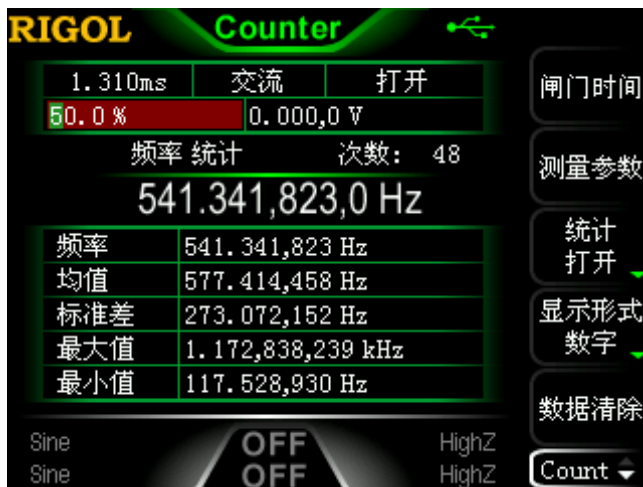 RIGOL Counter
1.310ms 交流 打开
50.0% 0.000,0 V
频率 统计 次数: 48
541.341,823,0 Hz
频率 541.341,823 Hz
均值 577.414,458 Hz
标准差 273.072,152 Hz
最大值 1.172,838,239 kHz
最小值 117.528,930 Hz
Sine OFF HighZ
Sine OFF HighZ
闸门时间
测量参数
统计
打开
显示形式
数字
数据清除
Count